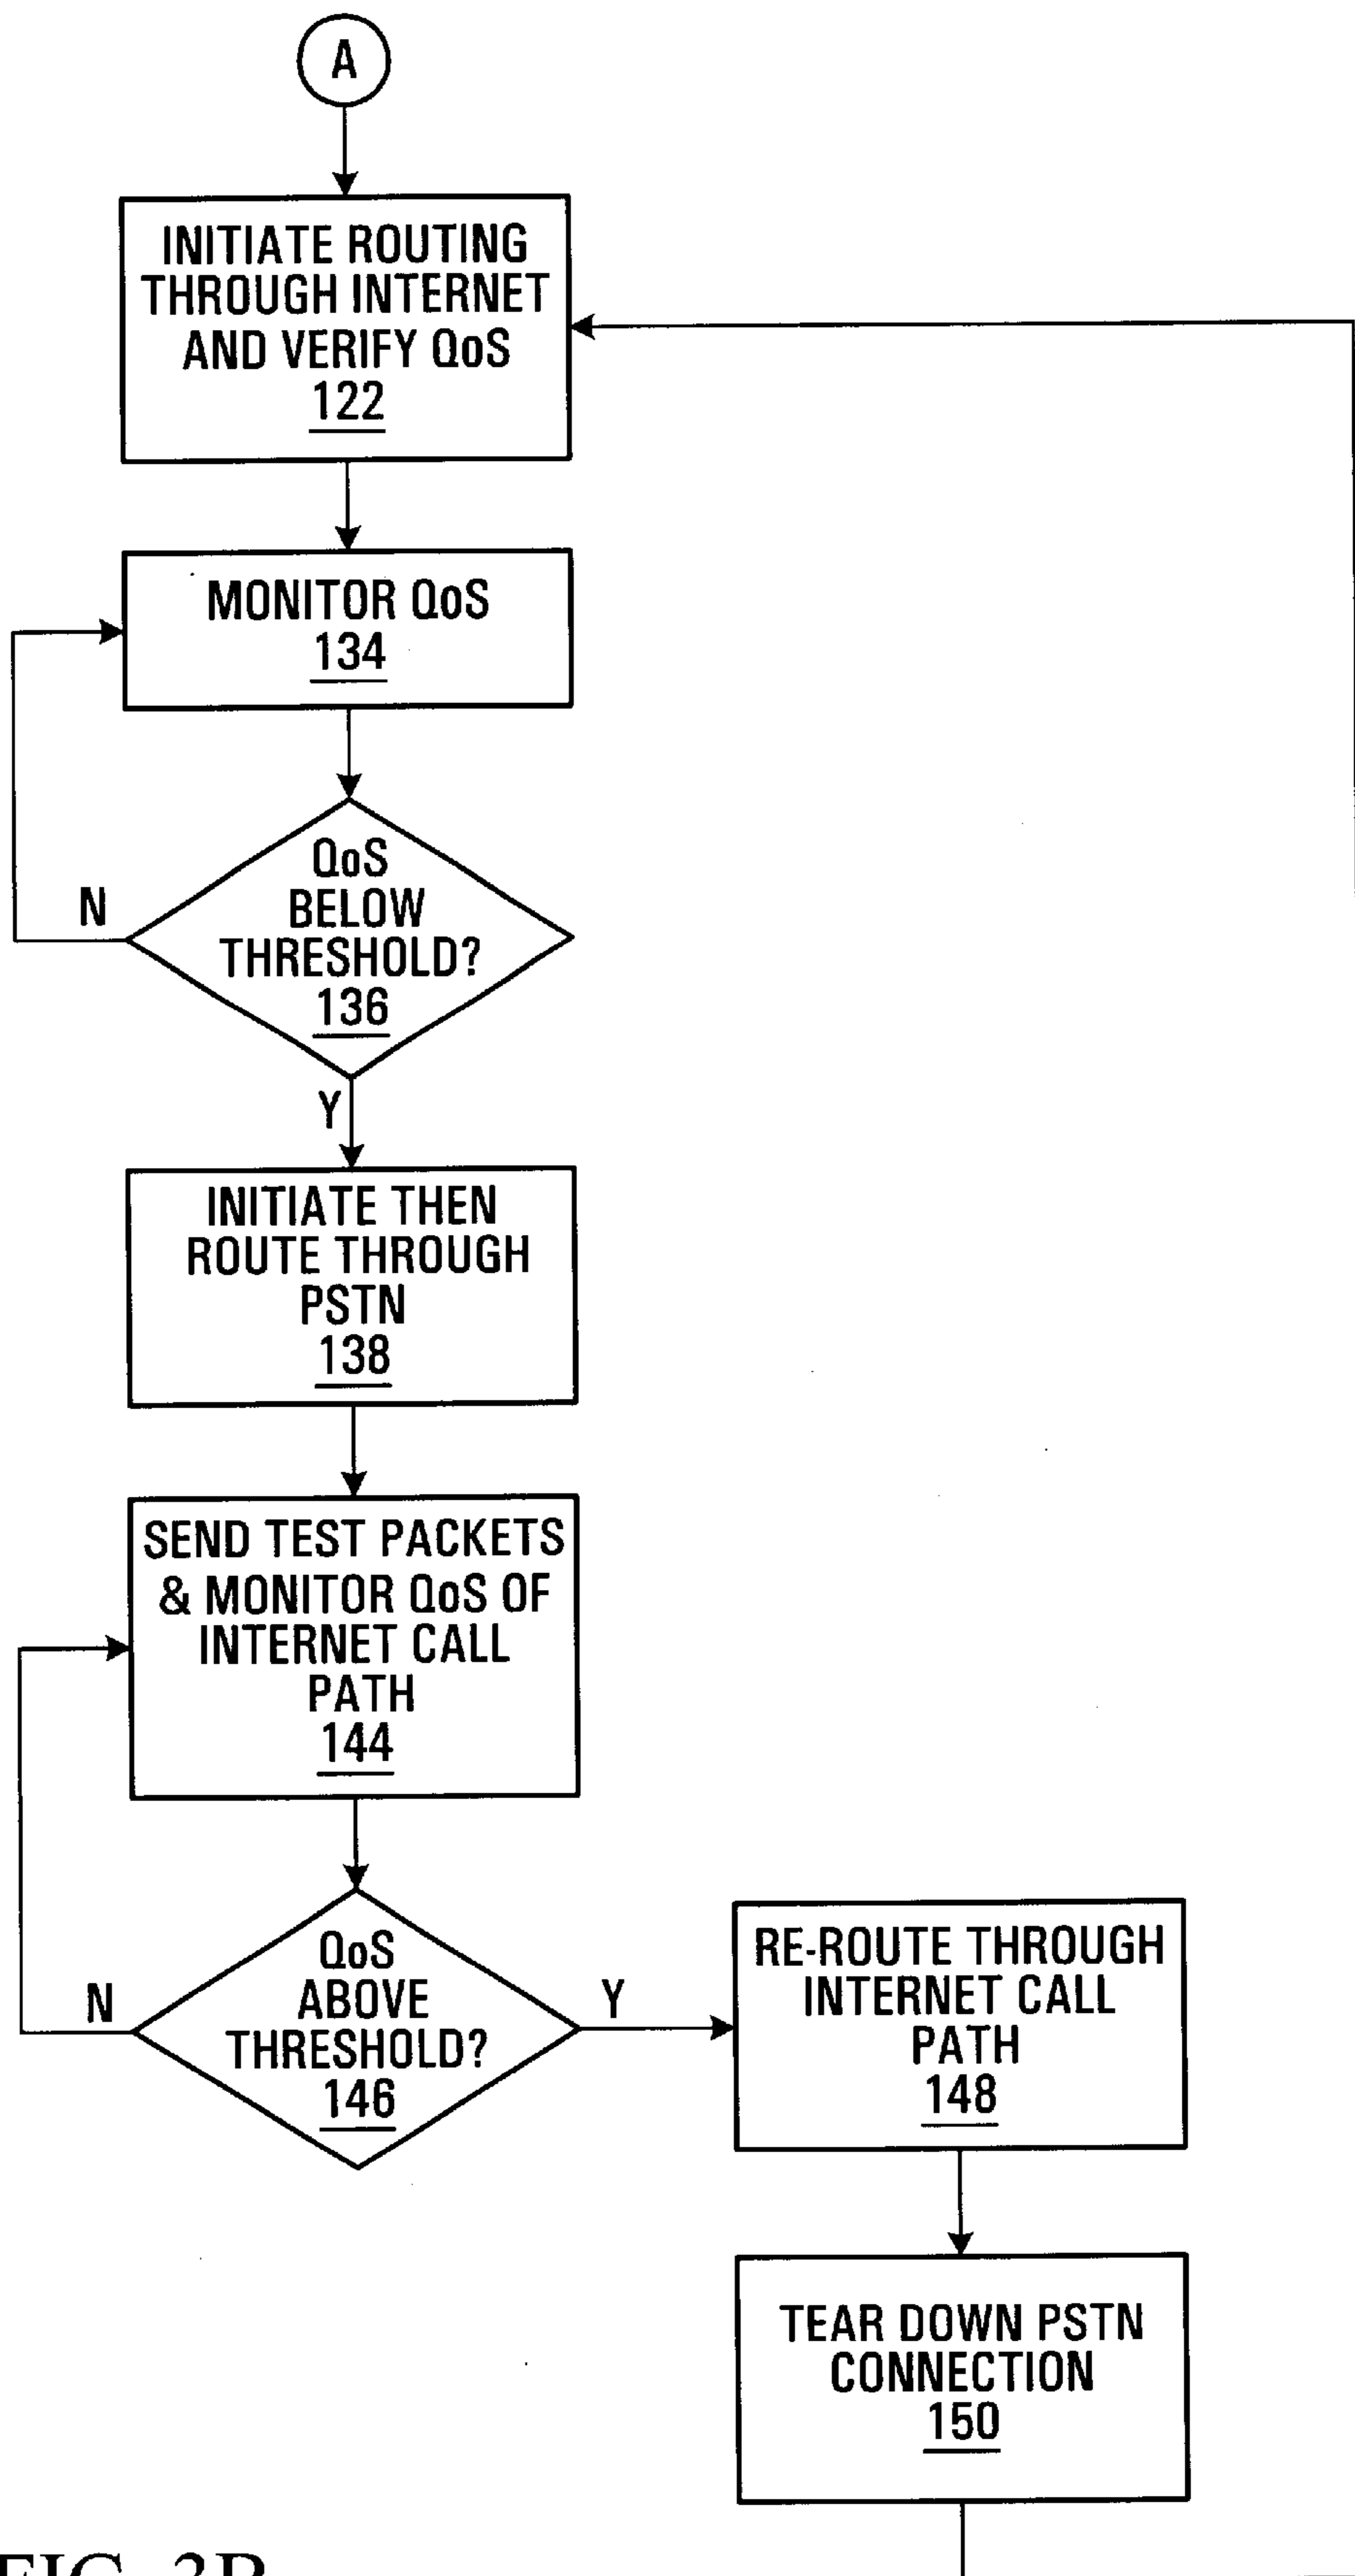 A
INITIATE ROUTING
THROUGH INTERNET
AND VERIFY QoS
122
MONITOR QoS
134
QoS
BELOW
THRESHOLD?
136
N
Y
INITIATE THEN
ROUTE THROUGH
PSTN
138
SEND TEST PACKETS
& MONITOR QoS OF
INTERNET CALL
PATH
144
QoS
ABOVE
THRESHOLD?
146
N
Y
RE-ROUTE THROUGH
INTERNET CALL
PATH
148
TEAR DOWN PSTN
CONNECTION
150
FIG. 3B